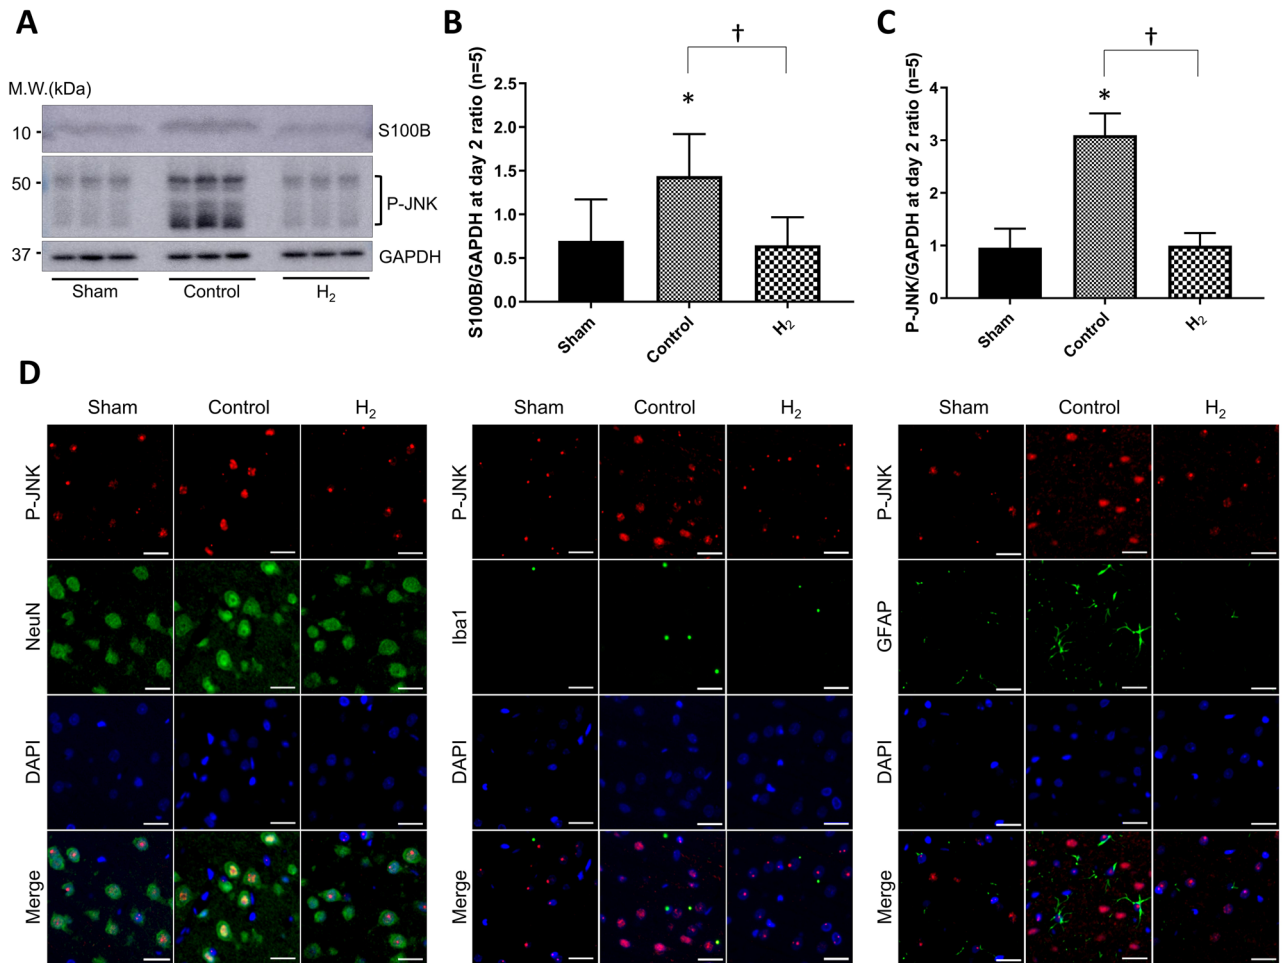 A
M.W.(kDa)
10
S100B
50
P-JNK
37
GAPDH
Sham Control H₂
B
†
*
S100B/GAPDH at day 2 ratio (n=5)
2.5
2.0
1.5
1.0
0.5
0.0
Sham Control H₂
C
†
*
P-JNK/GAPDH at day 2 ratio (n=5)
4
3
2
1
0
Sham Control H₂
D
Sham Control H₂
P-JNK
NeuN
DAPI
Merge
Sham Control H₂
P-JNK
Iba1
DAPI
Merge
Sham Control H₂
P-JNK
GFAP
DAPI
Merge